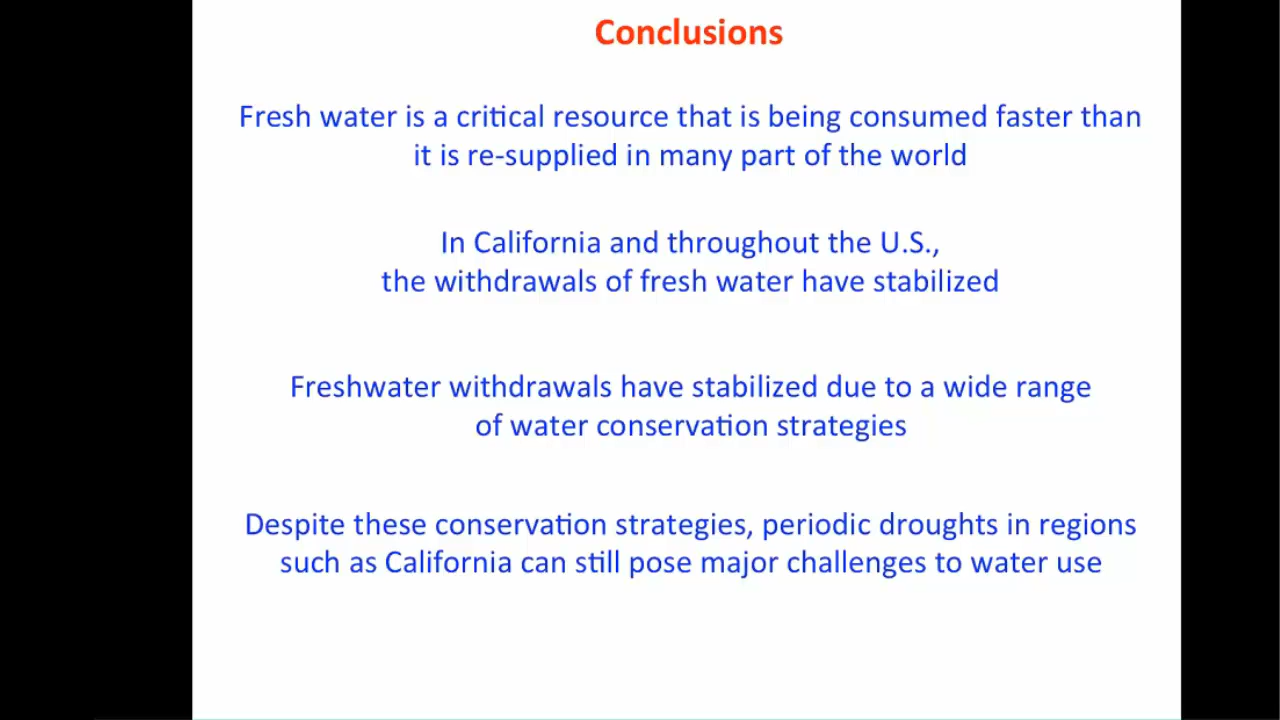 Conclusions
Fresh water is a critical resource that is being consumed faster than
it is re-supplied in many part of the world
In California and throughout the U.S.,
the withdrawals of fresh water have stabilized
Freshwater withdrawals have stabilized due to a wide range
of water conservation strategies
Despite these conservation strategies, periodic droughts in regions
such as California can still pose major challenges to water use